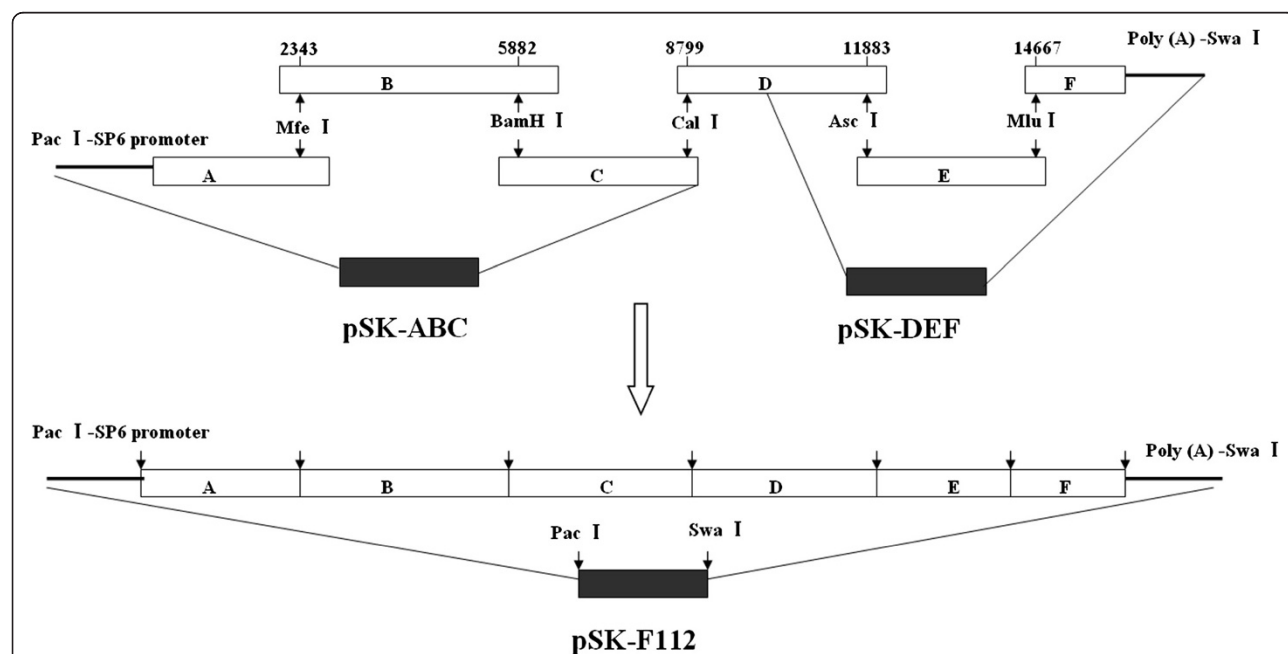 2343 5882 8799 11883 14667 Poly (A) -Swa Ⅰ
B D F
Mfe Ⅰ BamH Ⅰ Cal Ⅰ Asc Ⅰ Mlu Ⅰ
Pac Ⅰ -SP6 promoter
A C E
pSK-ABC pSK-DEF
Pac Ⅰ -SP6 promoter Poly (A) -Swa Ⅰ
A B C D E F
Pac Ⅰ Swa Ⅰ
pSK-F112